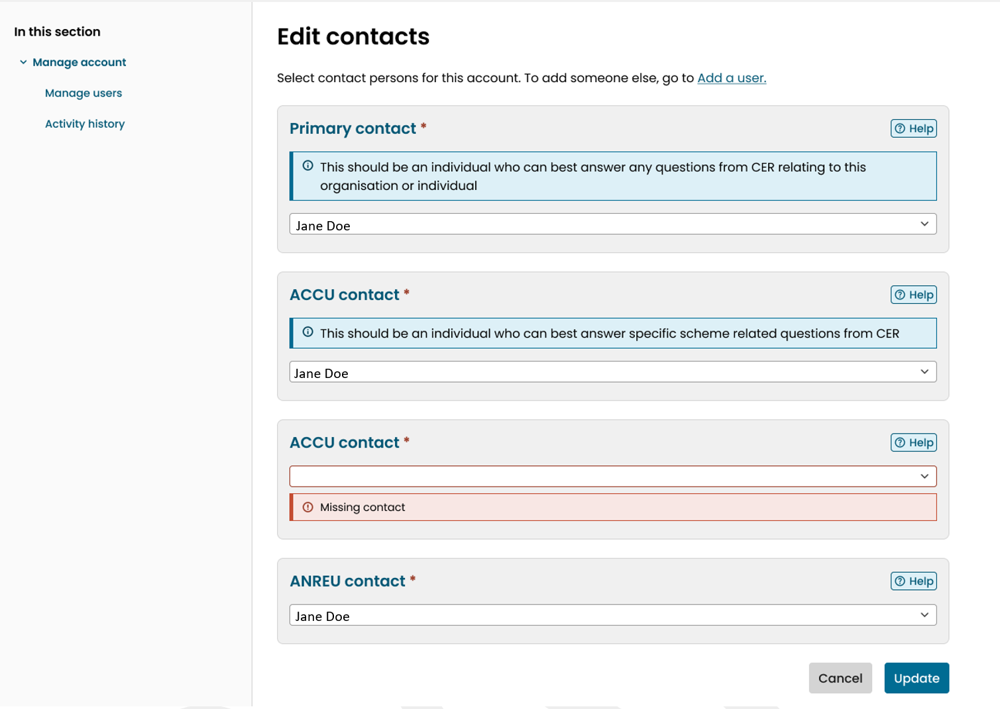 In this section
Manage account
Manage users
Activity history
Edit contacts
Select contact persons for this account. To add someone else, go to Add a user.
Primary contact *
Help
This should be an individual who can best answer any questions from CER relating to this
organisation or individual
Jane Doe
ACCU contact *
Help
This should be an individual who can best answer specific scheme related questions from CER
Jane Doe
ACCU contact *
Help
Missing contact
ANREU contact *
Help
Jane Doe
Cancel
Update